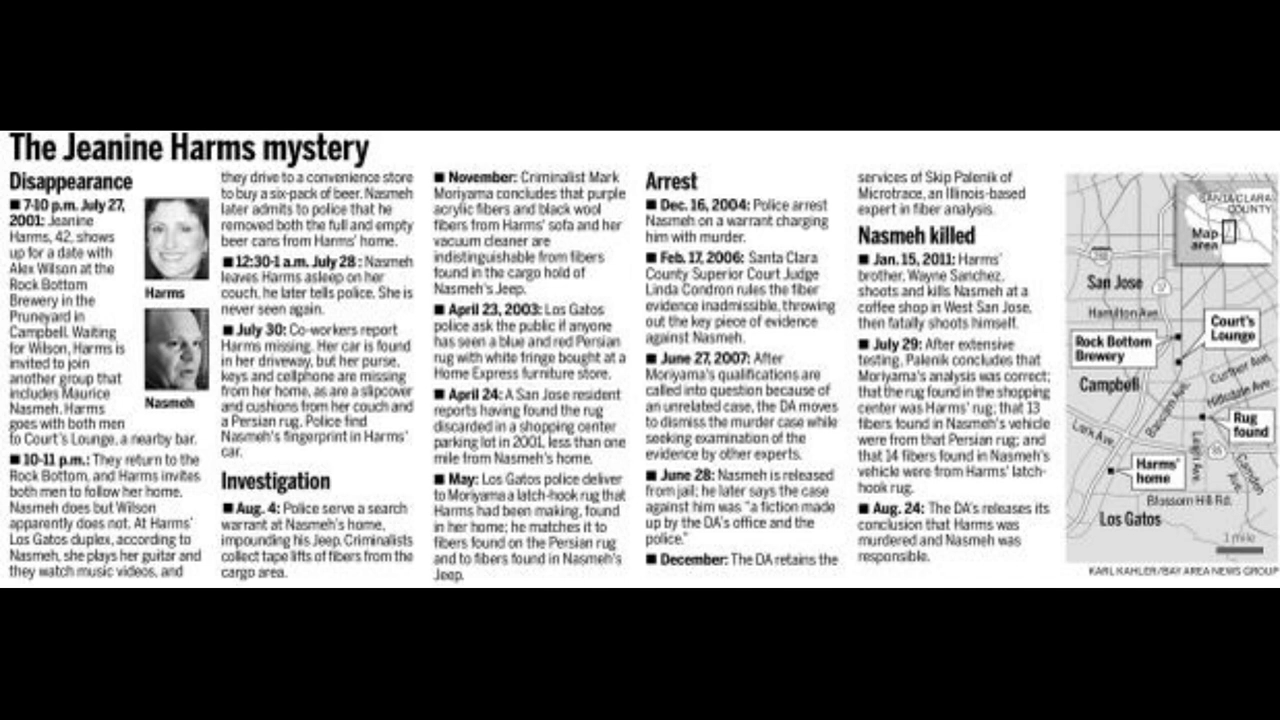 The Jeanine Harms mystery
Disappearance
■ 7-10 p.m. July 27,
2001: Jeanine
Harms, 42, shows
up for a date with
Alex Wilson at the
Rock Bottom
Brewery in the
Pruneyard in
Campbell. Waiting
for Wilson, Harms is
invited to join
another group that
includes Maurice
Nasmeh. Harms
goes with both men
to Court's Lounge, a nearby bar.
■ 10-11 p.m.: They return to the
Rock Bottom, and Harms invites
both men to follow her home.
Nasmeh does but Wilson
apparently does not. At Harms'
Los Gatos duplex, according to
Nasmeh, she plays her guitar and
they watch music videos, and
Harms
Nasmeh
they drive to a convenience store
to buy a six-pack of beer. Nasmeh
later admits to police that he
removed both the full and empty
beer cans from Harms' home.
■ 12:30-1 a.m. July 28 : Nasmeh
leaves Harms asleep on her
couch, he later tells police. She is
never seen again.
■ July 30: Co-workers report
Harms missing. Her car is found
in her driveway, but her purse,
keys and cellphone are missing
from her home, as are a slipcover
and cushions from her couch and
a Persian rug. Police find
Nasmeh's fingerprint in Harms'
car.
Investigation
■ Aug. 4: Police serve a search
warrant at Nasmeh's home,
impounding his Jeep. Criminalists
collect tape lifts of fibers from the
cargo area.
■ November: Criminalist Mark
Moriyama concludes that purple
acrylic fibers and black wool
fibers from Harms' sofa and her
vacuum cleaner are
indistinguishable from fibers
found in the cargo hold of
Nasmeh's Jeep.
■ April 23, 2003: Los Gatos
police ask the public if anyone
has seen a blue and red Persian
rug with white fringe bought at a
Home Express furniture store.
■ April 24: A San Jose resident
reports having found the rug
discarded in a shopping center
parking lot in 2001, less than one
mile from Nasmeh's home.
■ May: Los Gatos police deliver
to Moriyama a latch-hook rug that
Harms had been making, found
in her home; he matches it to
fibers found on the Persian rug
and to fibers found in Nasmeh's
Jeep.
Arrest
■ Dec. 16, 2004: Police arrest
Nasmeh on a warrant charging
him with murder.
■ Feb. 17, 2006: Santa Clara
County Superior Court Judge
Linda Condron rules the fiber
evidence inadmissible, throwing
out the key piece of evidence
against Nasmeh.
■ June 27, 2007: After
Moriyama's qualifications are
called into question because of
an unrelated case, the DA moves
to dismiss the murder case while
seeking examination of the
evidence by other experts.
■ June 28: Nasmeh is released
from jail; he later says the case
against him was "a fiction made
up by the DA's office and the
police."
■ December: The DA retains the
services of Skip Palenik of
Microtrace, an Illinois-based
expert in fiber analysis.
Nasmeh killed
■ Jan. 15, 2011: Harms'
brother, Wayne Sanchez,
shoots and kills Nasmeh at a
coffee shop in West San Jose,
then fatally shoots himself.
■ July 29: After extensive
testing, Palenik concludes that
Moriyama's analysis was correct;
that the rug found in the shopping
center was Harms' rug; that 13
fibers found in Nasmeh's vehicle
were from that Persian rug; and
that 14 fibers found in Nasmeh's
vehicle were from Harms' latch-
hook rug.
■ Aug. 24: The DA's releases its
conclusion that Harms was
murdered and Nasmeh was
responsible.
SANTA CLARA
COUNTY
Map
area
280
San Jose
17
Hamilton Ave.
Court's
Lounge
Rock Bottom
Brewery
Curtner Ave.
Campbell
Hillsdale Ave.
Bascom Ave.
Rug
found
Lark Ave.
Leigh Ave.
85
Camden
Ave.
Harms'
home
Blossom Hill Rd.
Los Gatos
1 mile
KARL KAHLER/BAY AREA NEWS GROUP